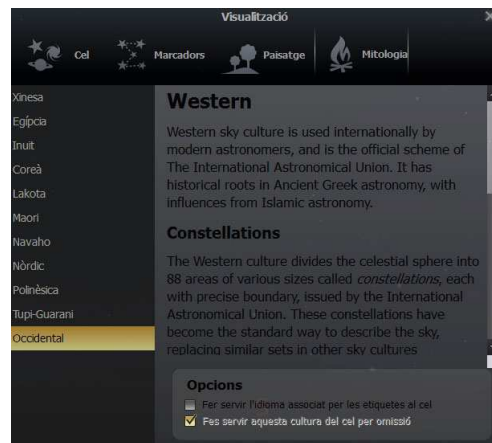 Visualització
Cel
Marcadors
Paisatge
Mitologia
Xinesa
Egípcia
Inuit
Coreà
Lakota
Maori
Navaho
Nòrdic
Polinèsica
Tupi-Guarani
Occidental
Western
Western sky culture is used internationally by
modern astronomers, and is the official scheme of
The International Astronomical Union. It has
historical roots in Ancient Greek astronomy, with
influences from Islamic astronomy.
Constellations
The Western culture divides the celestial sphere into
88 areas of various sizes called constellations, each
with precise boundary, issued by the International
Astronomical Union. These constellations have
become the standard way to describe the sky,
replacing similar sets in other sky cultures
Opcions
Fer servir l'idioma associat per les etiquetes al cel
Fes servir aquesta cultura del cel per omissió